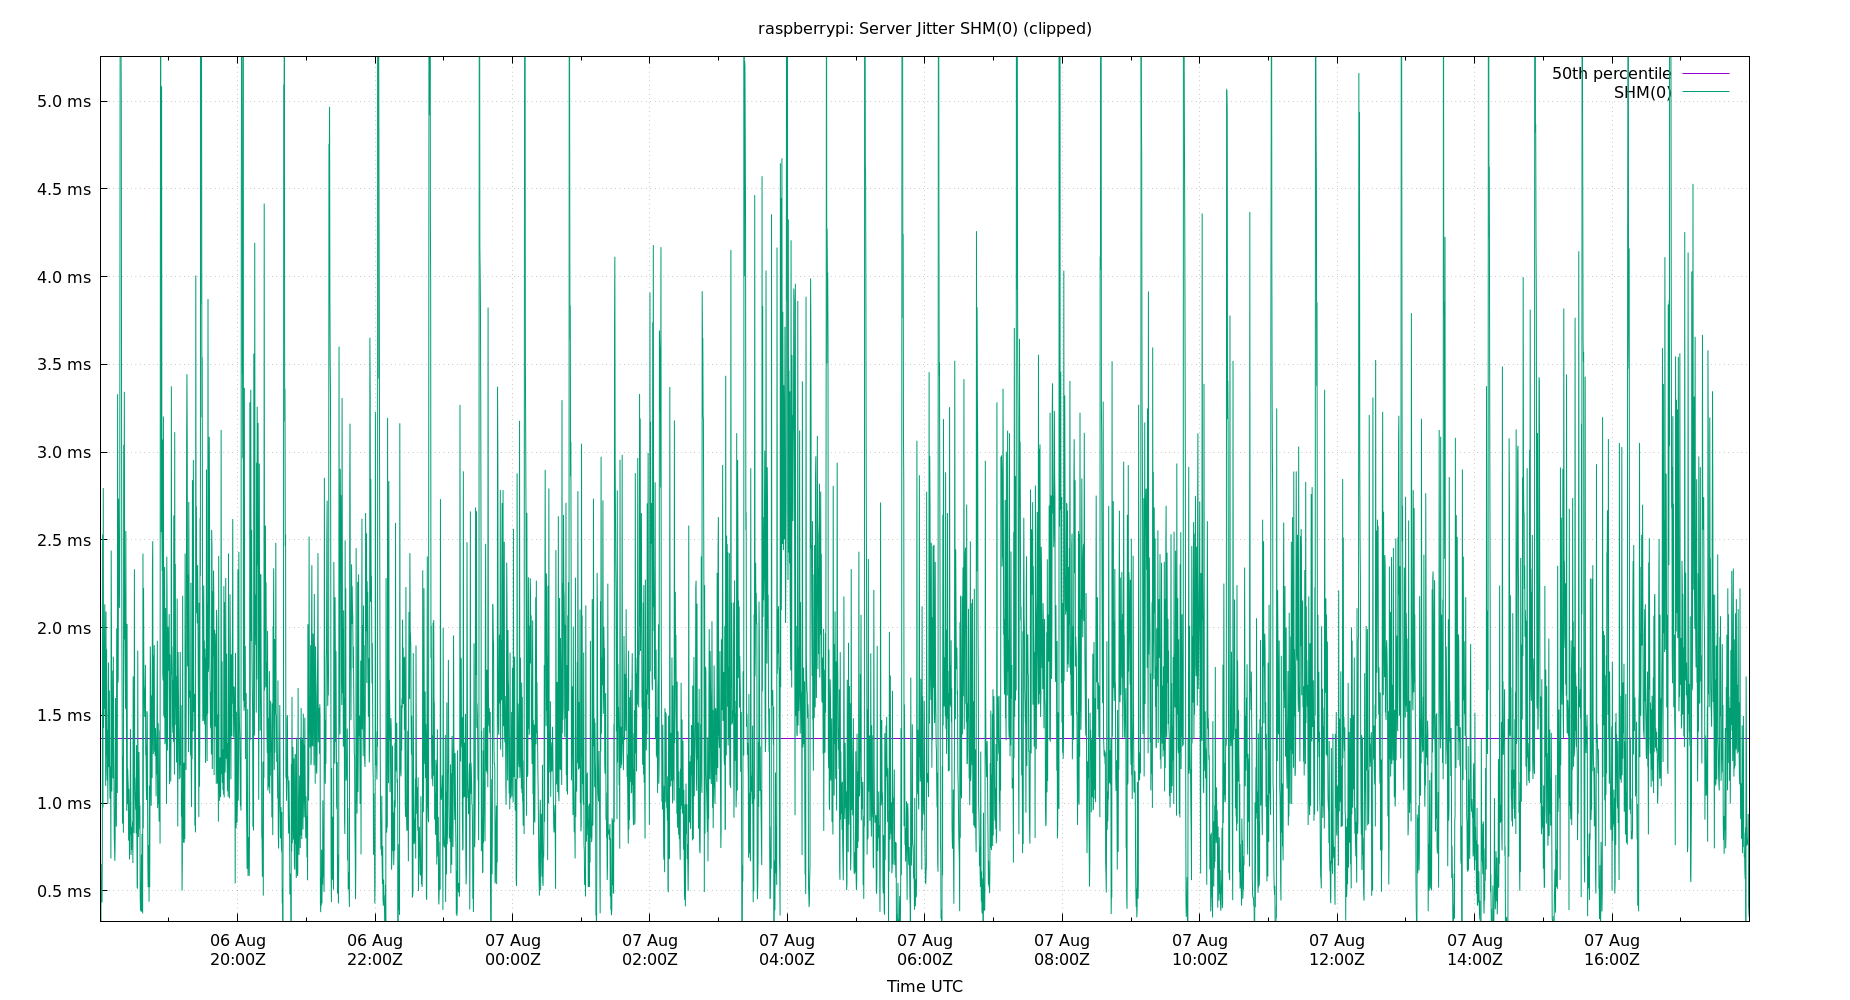 raspberrypi: Server Jitter SHM(0) (clipped)
50th percentile
SHM(0)
5.0 ms
4.5 ms
4.0 ms
3.5 ms
3.0 ms
2.5 ms
2.0 ms
1.5 ms
1.0 ms
0.5 ms
06 Aug 06 Aug 07 Aug 07 Aug 07 Aug 07 Aug 07 Aug 07 Aug 07 Aug 07 Aug 07 Aug
20:00Z 22:00Z 00:00Z 02:00Z 04:00Z 06:00Z 08:00Z 10:00Z 12:00Z 14:00Z 16:00Z
Time UTC